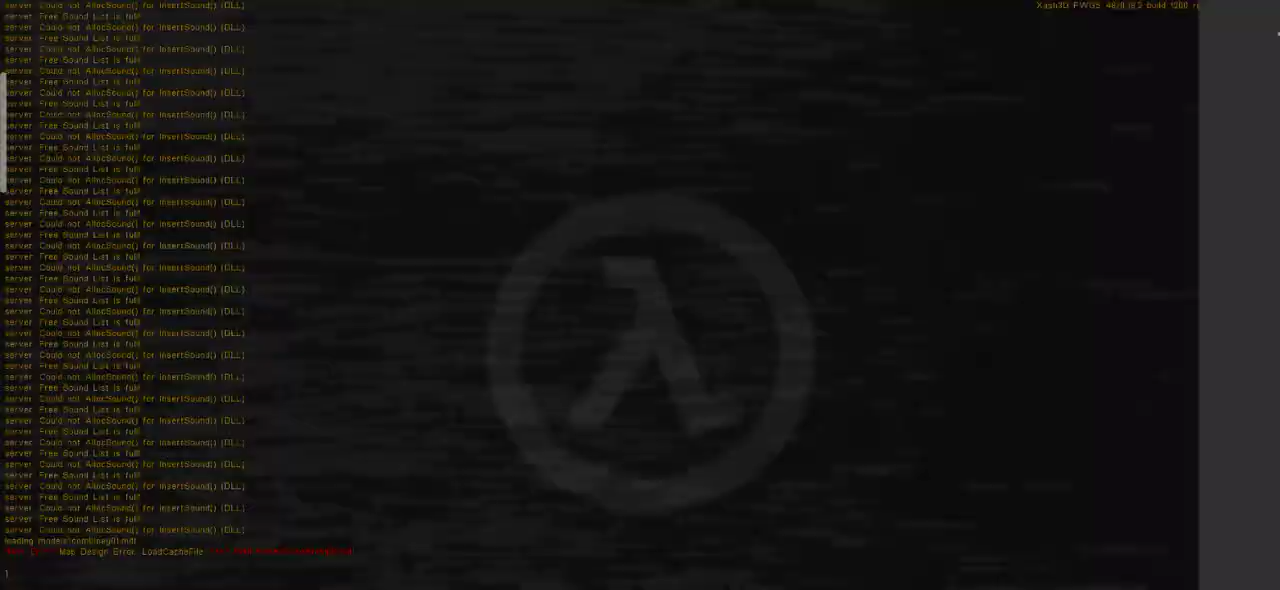 server Could not AllocSound() for InsertSound() (DLL)
Xash3D FWGS
build 1200
server Free Sound List is full!
server Could not AllocSound() for InsertSound() (DLL)
server Free Sound List is full!
server Could not AllocSound() for InsertSound() (DLL)
server Free Sound List is full!
server Could not AllocSound() for InsertSound() (DLL)
server Free Sound List is full!
server Could not AllocSound() for InsertSound() (DLL)
server Free Sound List is full!
server Could not AllocSound() for InsertSound() (DLL)
server Free Sound List is full!
server Could not AllocSound() for InsertSound() (DLL)
server Free Sound List is full!
server Could not AllocSound() for InsertSound() (DLL)
server Free Sound List is full!
server Could not AllocSound() for InsertSound() (DLL)
server Free Sound List is full!
server Could not AllocSound() for InsertSound() (DLL)
server Free Sound List is full!
server Could not AllocSound() for InsertSound() (DLL)
server Free Sound List is full!
server Could not AllocSound() for InsertSound() (DLL)
server Free Sound List is full!
server Could not AllocSound() for InsertSound() (DLL)
server Free Sound List is full!
server Could not AllocSound() for InsertSound() (DLL)
server Free Sound List is full!
server Could not AllocSound() for InsertSound() (DLL)
server Free Sound List is full!
server Could not AllocSound() for InsertSound() (DLL)
server Free Sound List is full!
server Could not AllocSound() for InsertSound() (DLL)
server Free Sound List is full!
server Could not AllocSound() for InsertSound() (DLL)
server Free Sound List is full!
server Could not AllocSound() for InsertSound() (DLL)
server Free Sound List is full!
server Could not AllocSound() for InsertSound() (DLL)
server Free Sound List is full!
server Could not AllocSound() for InsertSound() (DLL)
server Free Sound List is full!
server Could not AllocSound() for InsertSound() (DLL)
server Free Sound List is full!
server Could not AllocSound() for InsertSound() (DLL)
server Free Sound List is full!
server Could not AllocSound() for InsertSound() (DLL)
server Free Sound List is full!
server Could not AllocSound() for InsertSound() (DLL)
loading
Map Design Error: LoadCacheFile
]